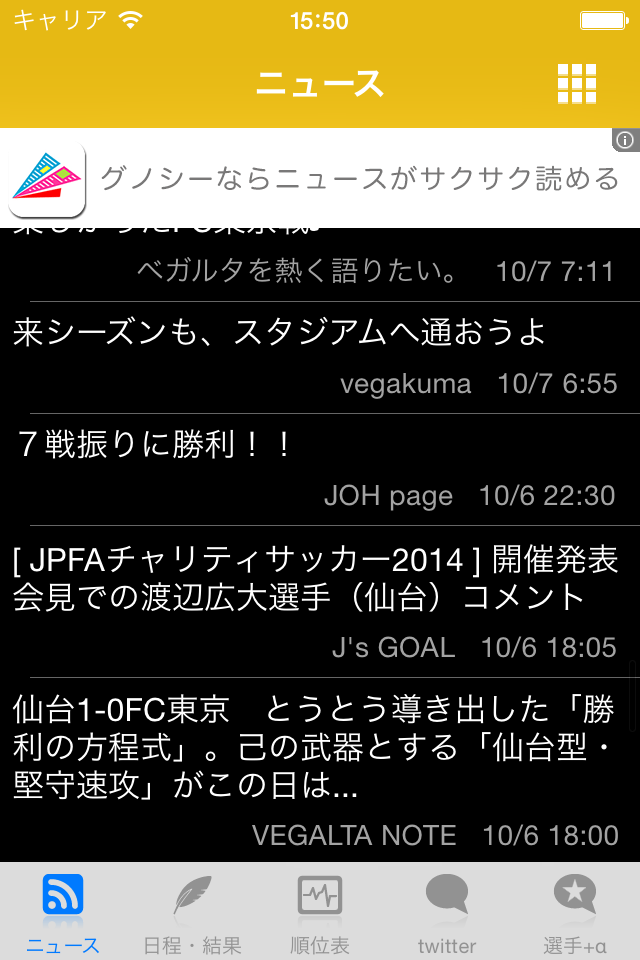 キャリア 15:50
ニュース
グノシーならニュースがサクサク読める
ベガルタを熱く語りたい。 10/7 7:11
来シーズンも、スタジアムへ通おうよ
vegakuma 10/7 6:55
７戦振りに勝利！！
JOH page 10/6 22:30
[ JPFAチャリティサッカー2014 ] 開催発表
会見での渡辺広大選手（仙台）コメント
J's GOAL 10/6 18:05
仙台1-0FC東京　とうとう導き出した「勝
利の方程式」。己の武器とする「仙台型・
堅守速攻」がこの日は...
VEGALTA NOTE 10/6 18:00
ニュース 日程・結果 順位表 twitter 選手+α